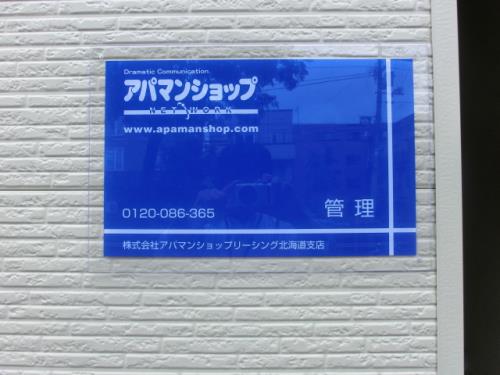 Dramatic Communication.
アパマンショップ
NETWORK
www.apamanshop.com
0120-086-365
管理
株式会社アパマンショップリーシング北海道支店